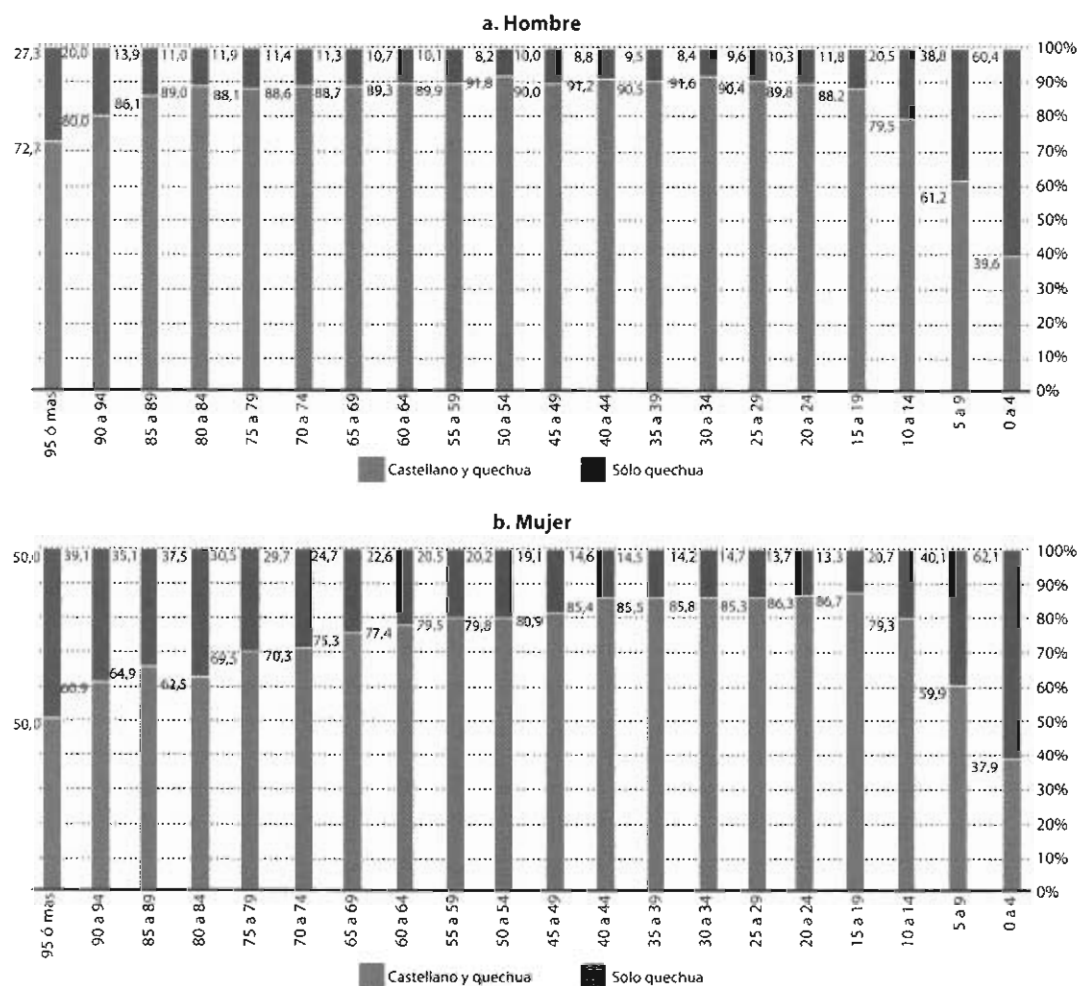 a. Hombre
27,3 20,0 13,9 11,0 11,9 11,4 11,3 10,7 10,1 8,2 10,0 8,8 9,5 8,4 9,6 10,3 11,8 20,5 38,8 60,4 100%
72,7 80,0 86,1 89,0 88,1 88,6 88,7 89,3 89,9 91,8 90,0 91,2 90,5 91,6 90,4 89,8 88,2 79,5 61,2 39,6
90%
80%
70%
60%
50%
40%
30%
20%
10%
0%
95 ó mas 90 a 94 85 a 89 80 a 84 75 a 79 70 a 74 65 a 69 60 a 64 55 a 59 50 a 54 45 a 49 40 a 44 35 a 39 30 a 34 25 a 29 20 a 24 15 a 19 10 a 14 5 a 9 0 a 4
Castellano y quechua Sólo quechua
b. Mujer
50,0 39,1 35,1 37,5 30,5 29,7 24,7 22,6 20,5 20,2 19,1 14,6 14,5 14,2 14,7 13,7 13,3 20,7 40,1 62,1 100%
50,0 60,9 64,9 62,5 69,5 70,3 75,3 77,4 79,5 79,8 80,9 85,4 85,5 85,8 85,3 86,3 86,7 79,3 59,9 37,9
90%
80%
70%
60%
50%
40%
30%
20%
10%
0%
95 ó mas 90 a 94 85 a 89 80 a 84 75 a 79 70 a 74 65 a 69 60 a 64 55 a 59 50 a 54 45 a 49 40 a 44 35 a 39 30 a 34 25 a 29 20 a 24 15 a 19 10 a 14 5 a 9 0 a 4
Castellano y quechua Sólo quechua